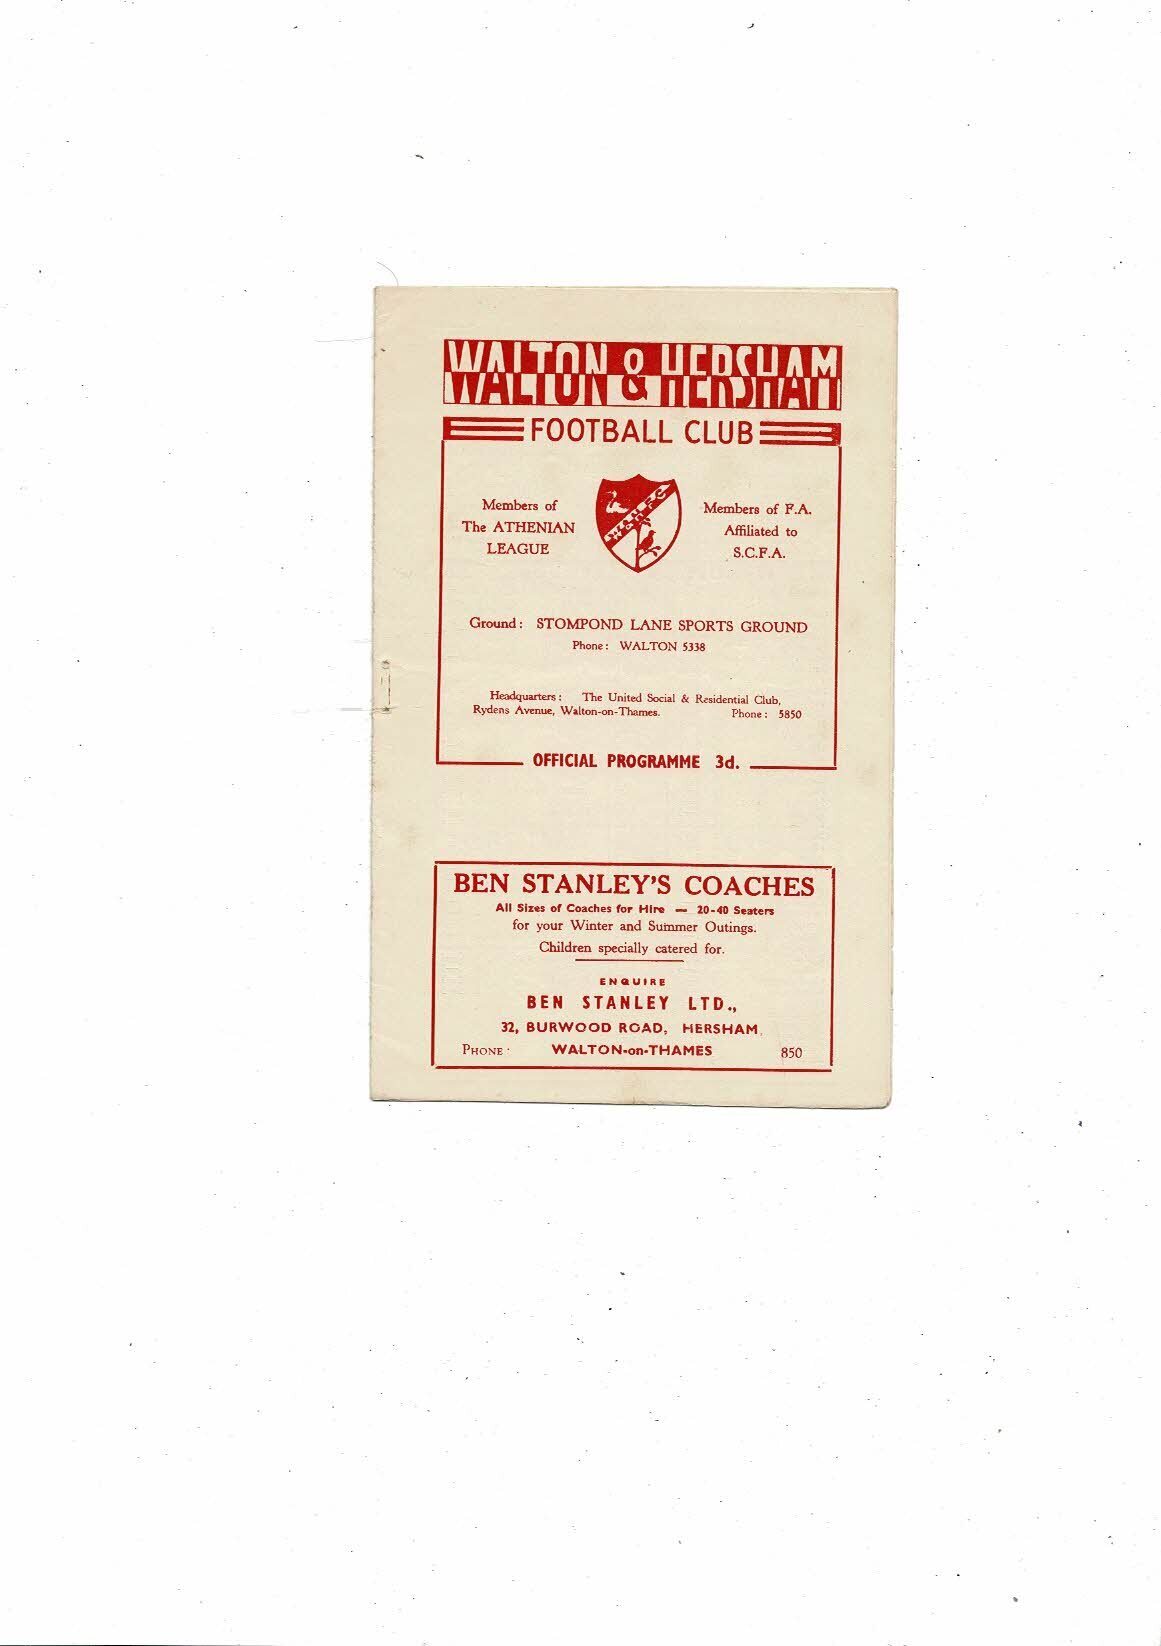 WALTON & HERSHAM
FOOTBALL CLUB
Members of
The ATHENIAN
LEAGUE
W & H F C
Members of F.A.
Affiliated to
S.C.F.A.
Ground: STOMPOND LANE SPORTS GROUND
Phone: WALTON 5338
Headquarters: The United Social & Residential Club,
Rydens Avenue, Walton-on-Thames. Phone: 5850
OFFICIAL PROGRAMME 3d.
BEN STANLEY'S COACHES
All Sizes of Coaches for Hire — 20-40 Seaters
for your Winter and Summer Outings.
Children specially catered for.
ENQUIRE
BEN STANLEY LTD.,
32, BURWOOD ROAD, HERSHAM,
PHONE: WALTON-on-THAMES 850